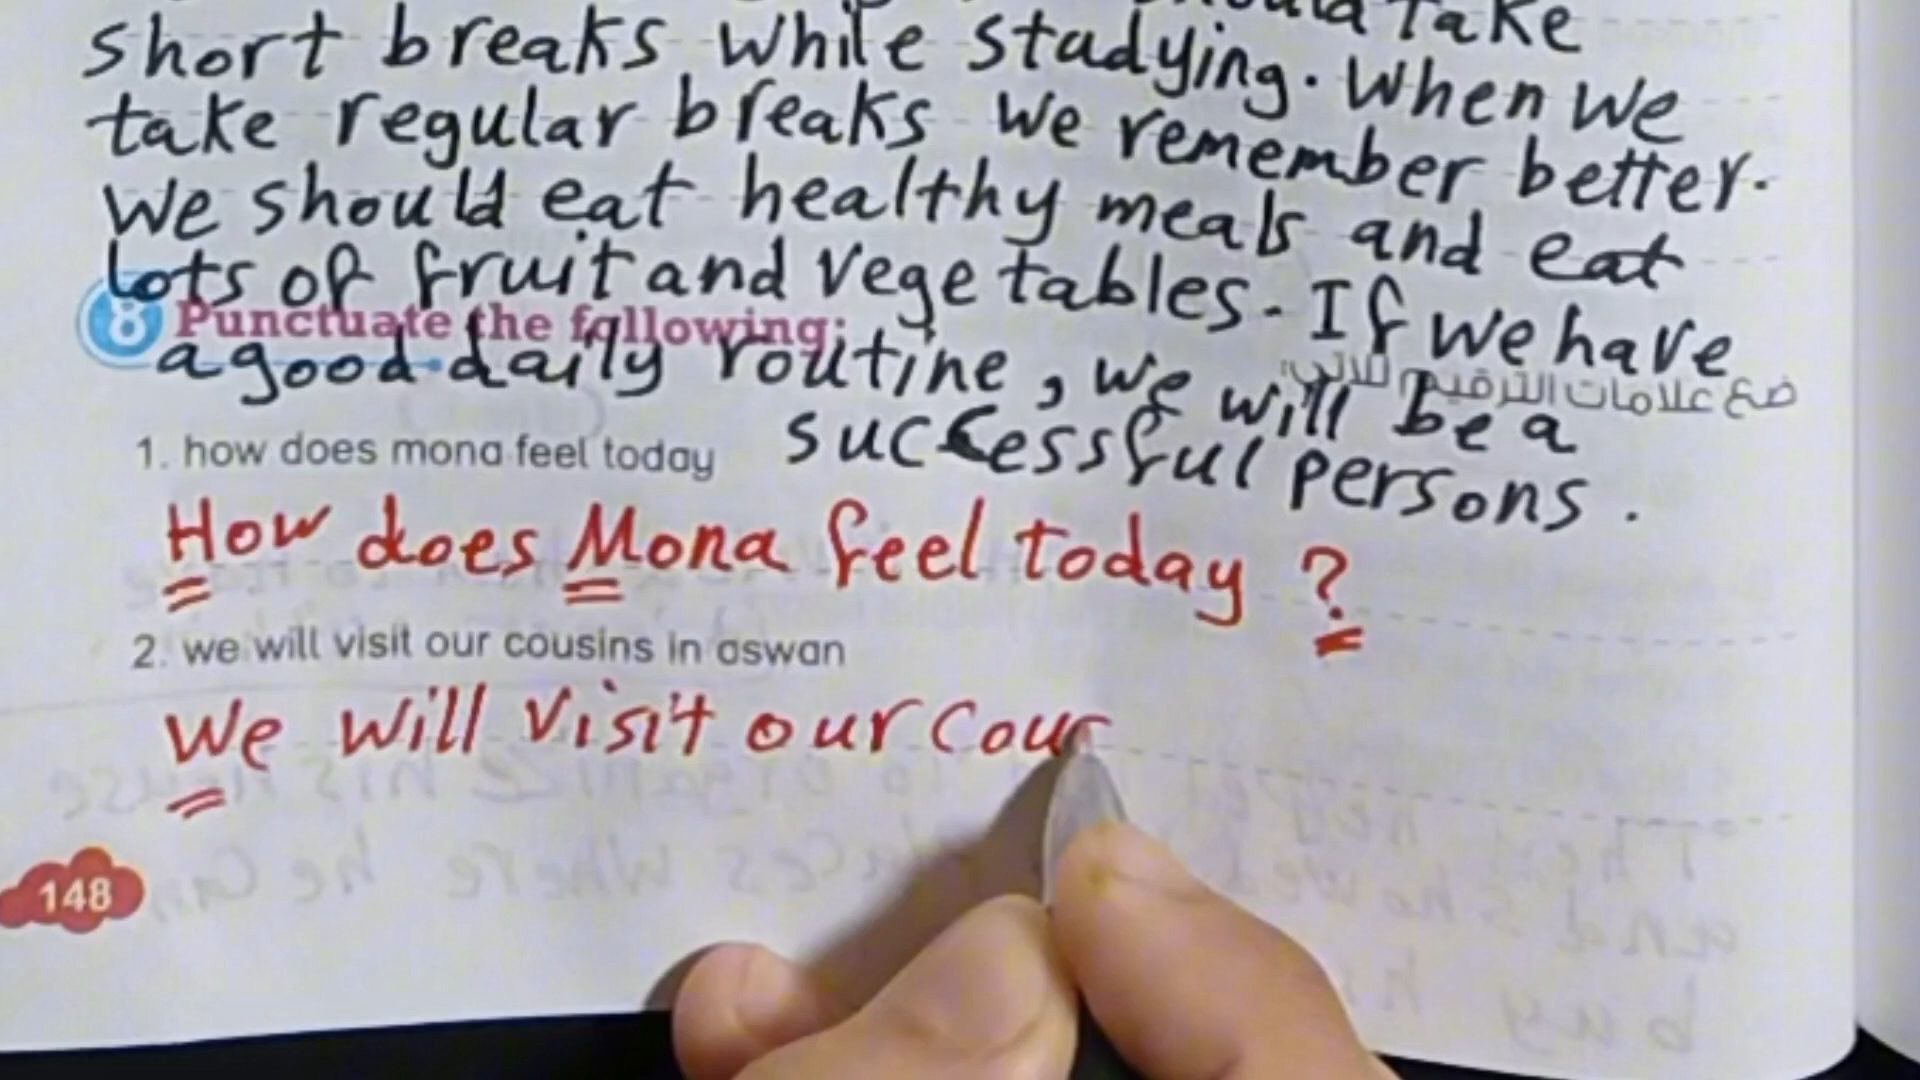 should take
short breaks while studying. When we
take regular breaks we remember better.
We should eat healthy meals and eat
lots of fruit and vegetables. If we have
8 Punctuate the following:
a good daily routine, we will be a
ضع علامات الترقيم للآتي:
1. how does mona feel today
successful persons.
How does Mona feel today ?
2. we will visit our cousins in aswan
We will visit our cous
148